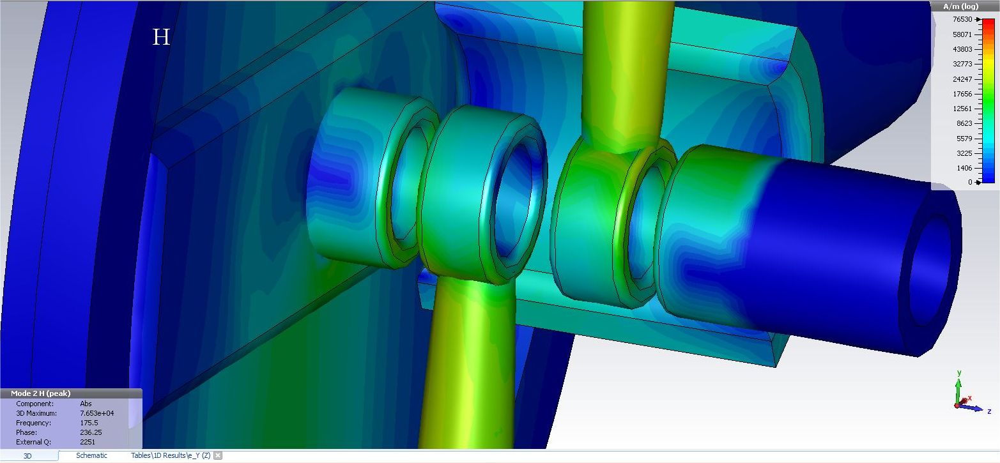 H
A/m (log)
76530
58071
43803
32773
24247
17656
12561
8623
5579
3225
1406
0
y
x
z
Mode 2 H (peak)
Component: Abs
3D Maximum: 7.653e+04
Frequency: 175.5
Phase: 236.25
External Q: 2251
3D Schematic Tables\1D Results\e_Y (Z)